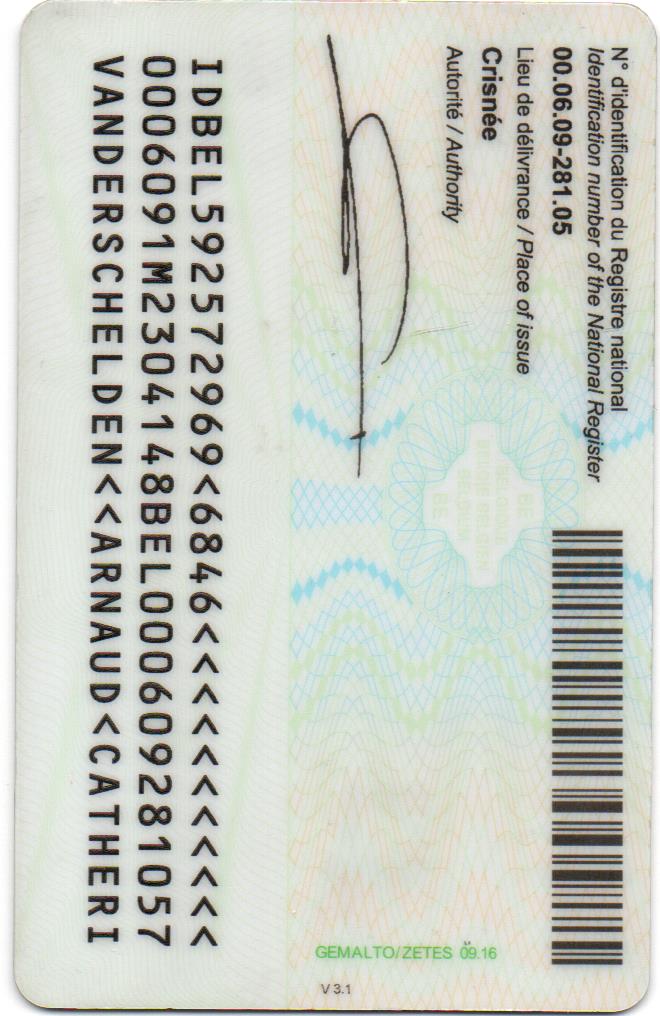 N° d'identification du Registre national
Identification number of the National Register
00.06.09-281.05
Lieu de délivrance / Place of issue
Crisnée
Autorité / Authority
BE
BELGIQUE
BELGIË BELGIEN
BELGIUM
BE
GEMALTO/ZETES 09.16
V 3.1
IDBEL592572969<6846<<<<<<<<<<<
0006091M2304148BEL000609281057
VANDERSCHELDEN<<ARNAUD<CATHERI